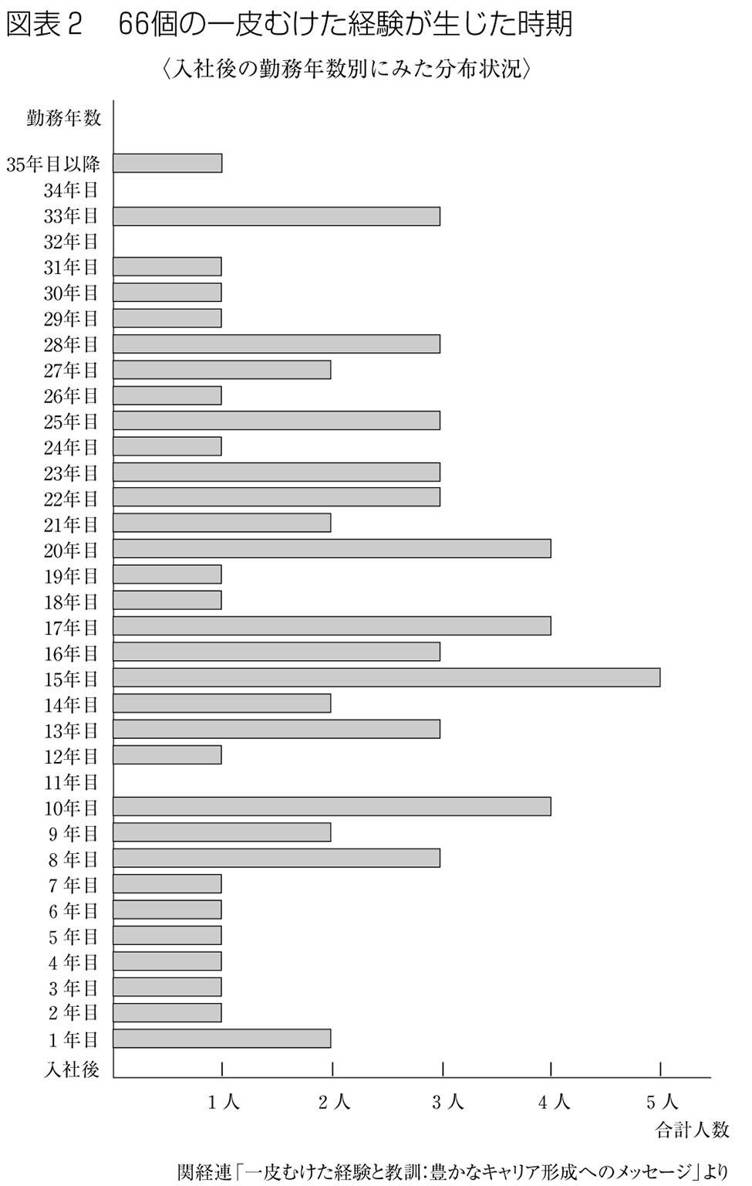 図表2　66個の一皮むけた経験が生じた時期
〈入社後の勤務年数別にみた分布状況〉
勤務年数
35年目以降
34年目
33年目
32年目
31年目
30年目
29年目
28年目
27年目
26年目
25年目
24年目
23年目
22年目
21年目
20年目
19年目
18年目
17年目
16年目
15年目
14年目
13年目
12年目
11年目
10年目
9年目
8年目
7年目
6年目
5年目
4年目
3年目
2年目
1年目
入社後
1人 2人 3人 4人 5人
合計人数
関経連「一皮むけた経験と教訓：豊かなキャリア形成へのメッセージ」より